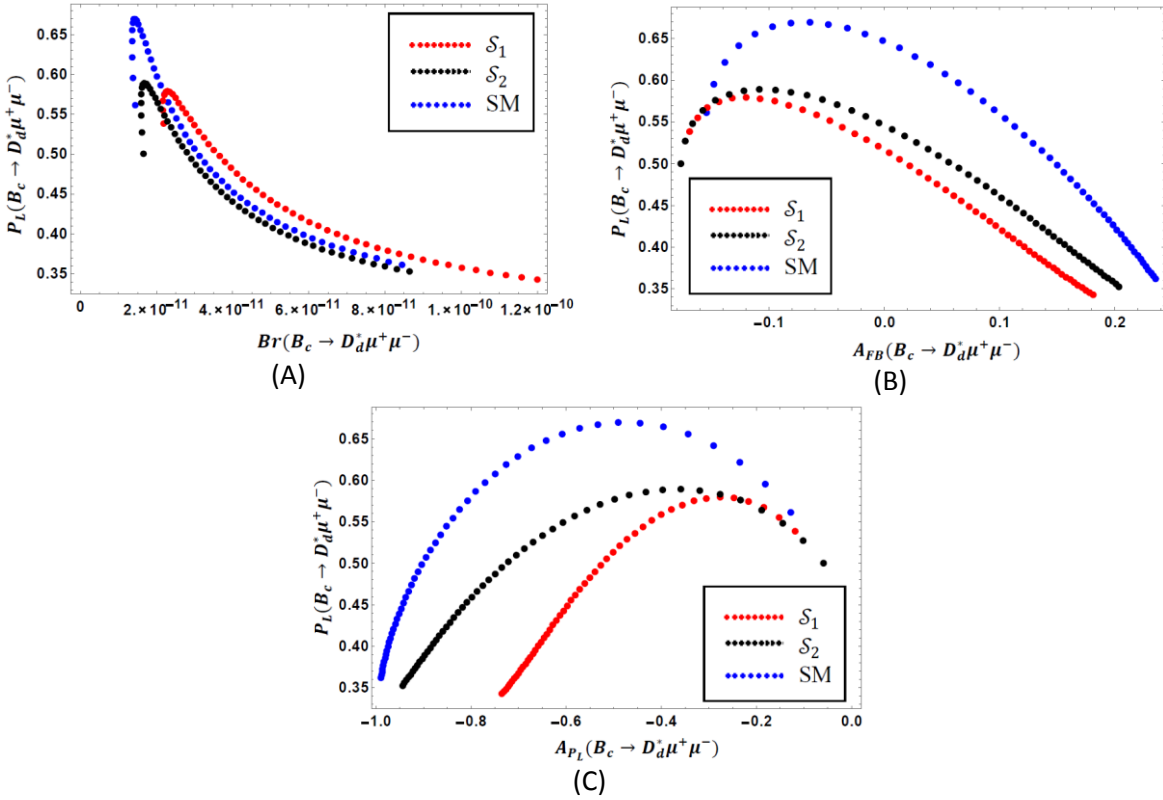 P_L(B_c → D_d^*μ^+μ^-)
0.65
0.60
0.55
0.50
0.45
0.40
0.35
S_1
S_2
SM
0
2.×10^-11
4.×10^-11
6.×10^-11
8.×10^-11
1.×10^-10
1.2×10^-10
Br(B_c → D_d^*μ^+μ^-)
(A)
P_L(B_c → D_d^*μ^+μ^-)
0.65
0.60
0.55
0.50
0.45
0.40
0.35
S_1
S_2
SM
-0.1
0.0
0.1
0.2
A_FB(B_c → D_d^*μ^+μ^-)
(B)
P_L(B_c → D_d^*μ^+μ^-)
0.65
0.60
0.55
0.50
0.45
0.40
0.35
S_1
S_2
SM
-1.0
-0.8
-0.6
-0.4
-0.2
0.0
A_{P_L}(B_c → D_d^*μ^+μ^-)
(C)